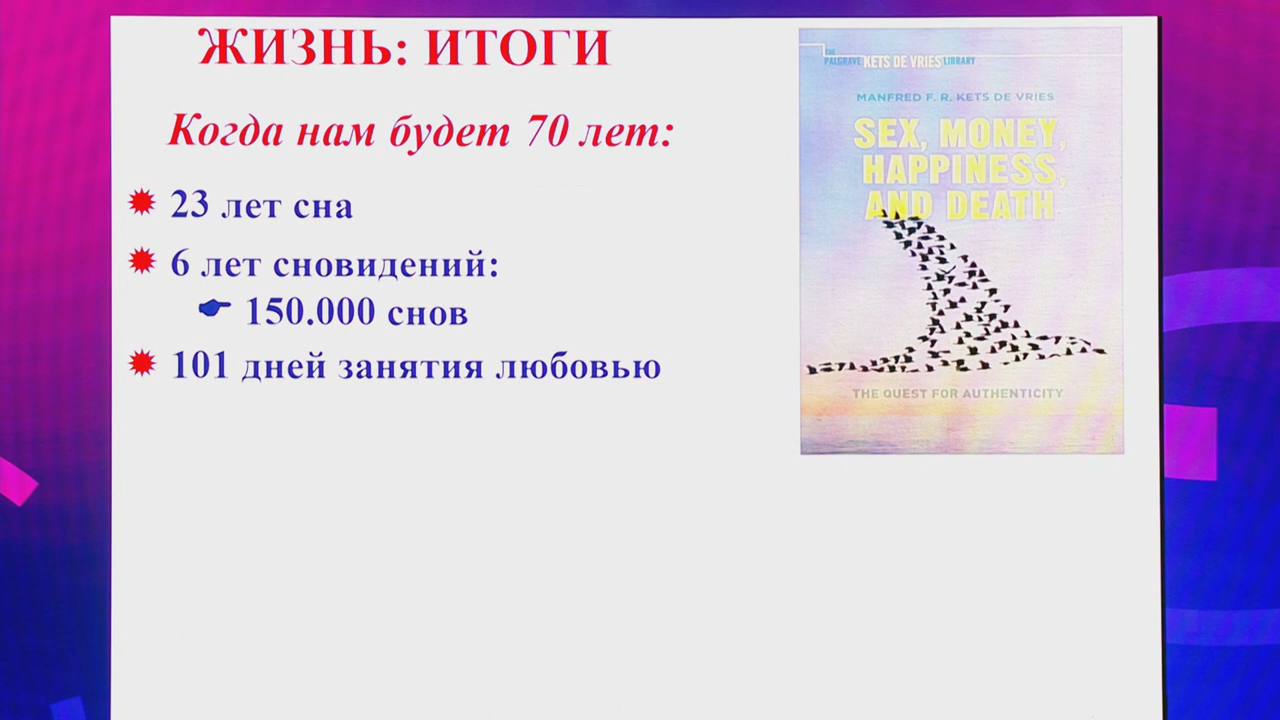 ЖИЗНЬ: ИТОГИ
Когда нам будет 70 лет:
23 лет сна
6 лет сновидений:
150.000 снов
101 дней занятия любовью
THE
PALGRAVE KETS DE VRIES LIBRARY
MANFRED F. R. KETS DE VRIES
SEX, MONEY,
HAPPINESS,
AND DEATH
THE QUEST FOR AUTHENTICITY